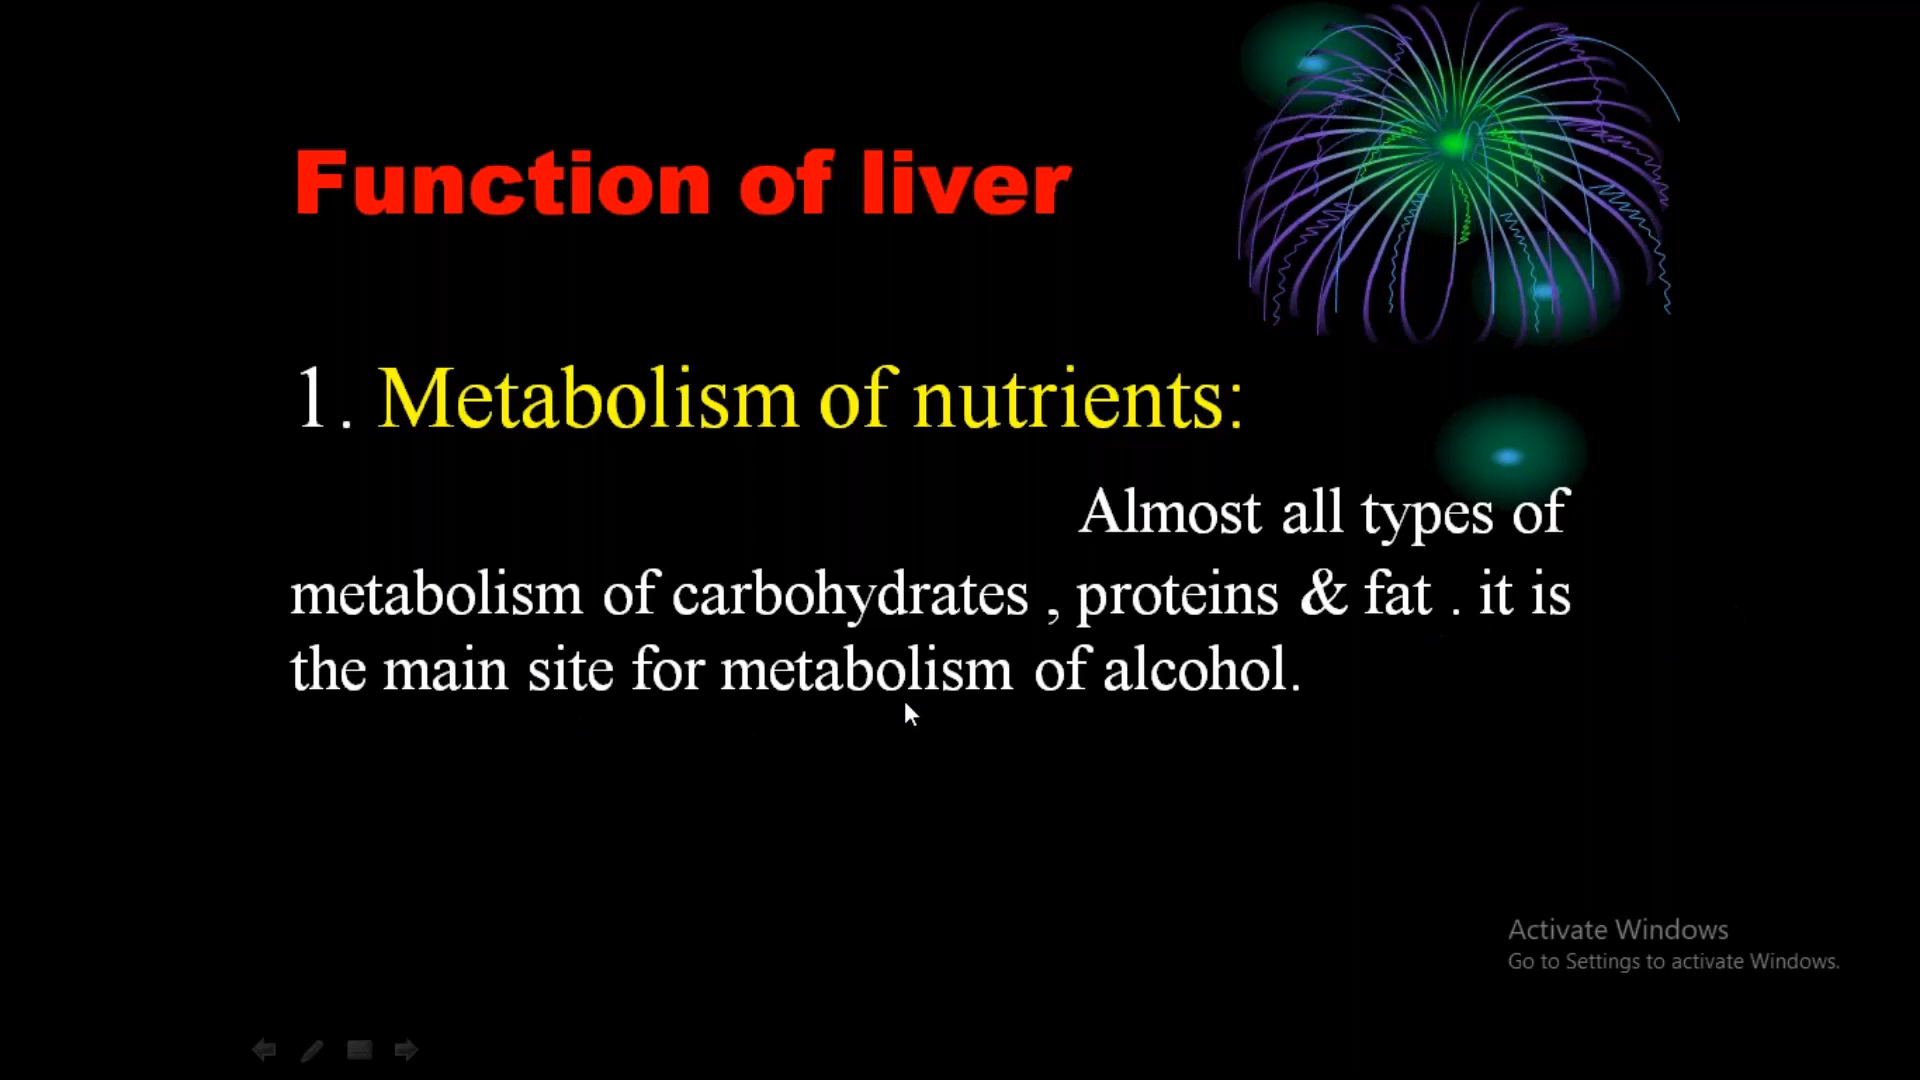 Function of liver
1. Metabolism of nutrients:
Almost all types of
metabolism of carbohydrates , proteins & fat . it is
the main site for metabolism of alcohol.
Activate Windows
Go to Settings to activate Windows.